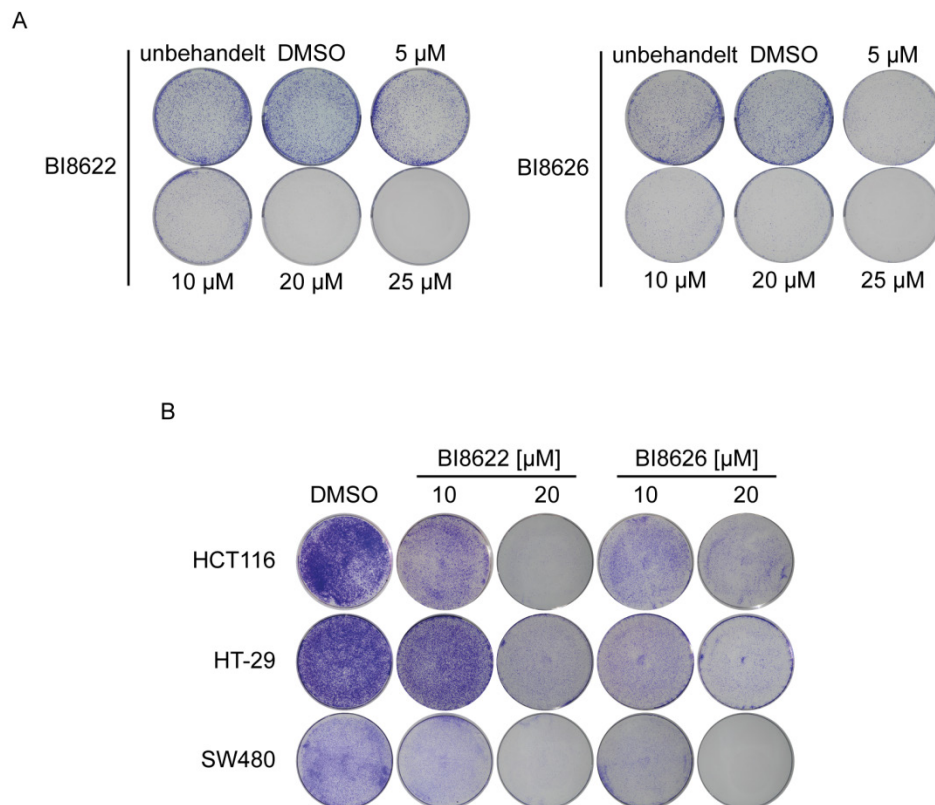 A
unbehandelt DMSO 5 µM
BI8622
10 µM 20 µM 25 µM
unbehandelt DMSO 5 µM
BI8626
10 µM 20 µM 25 µM
B
BI8622 [µM] BI8626 [µM]
DMSO 10 20 10 20
HCT116
HT-29
SW480